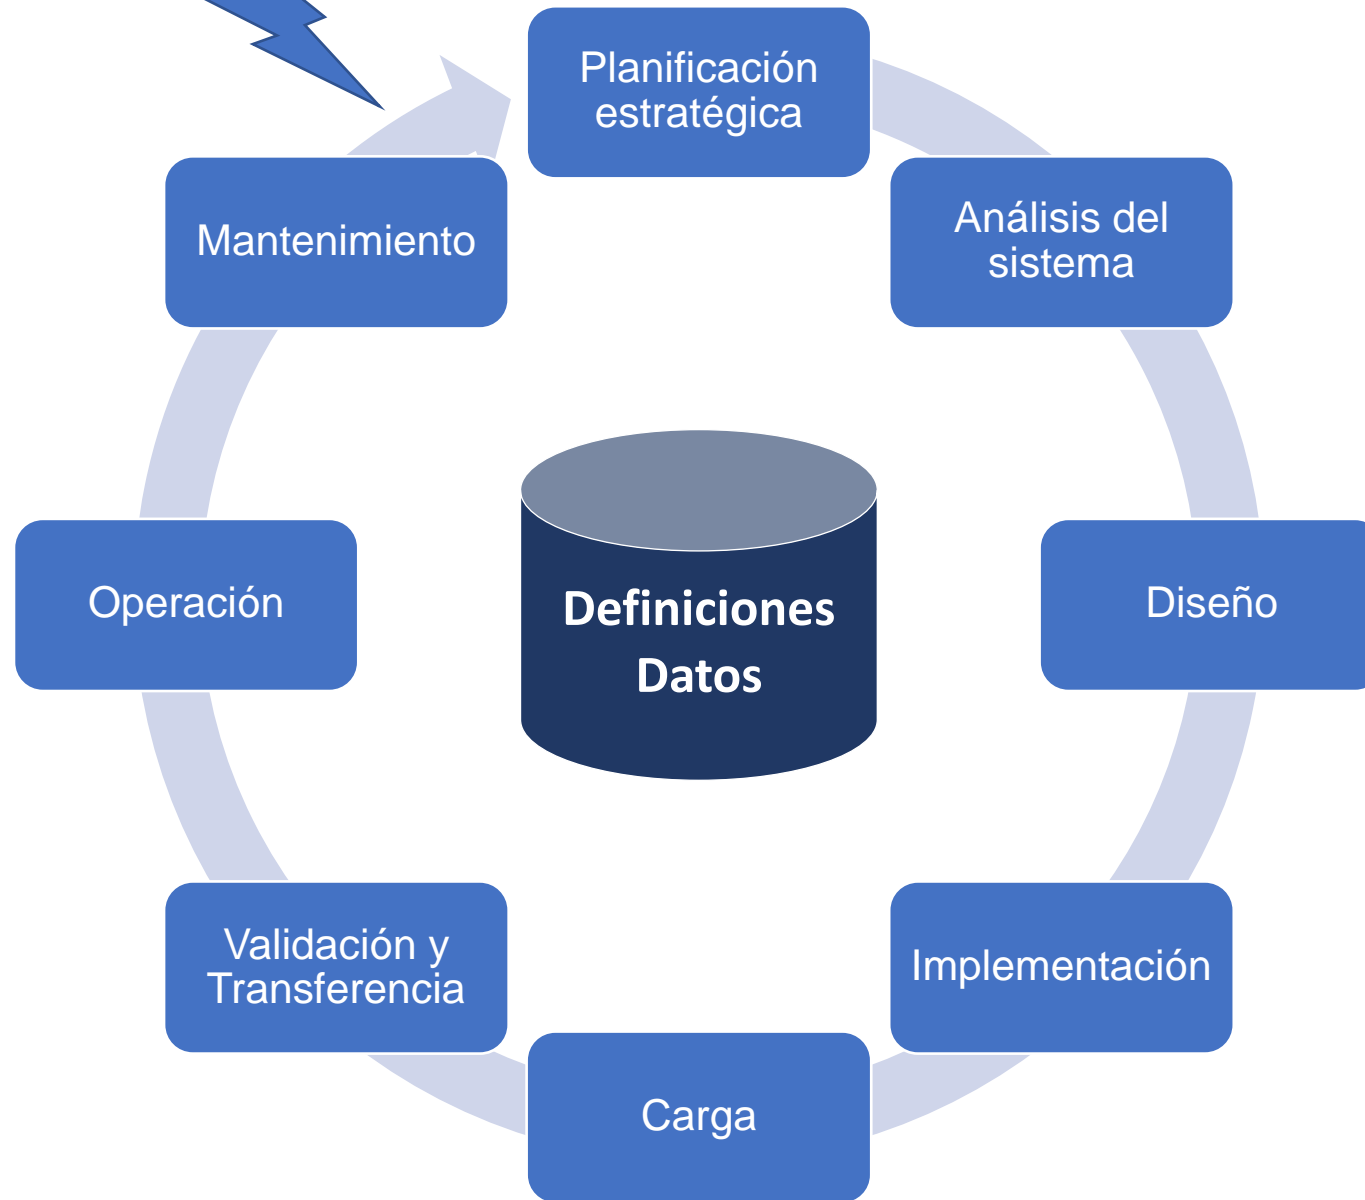 Planificación
estratégica
Análisis del
sistema
Diseño
Implementación
Carga
Validación y
Transferencia
Operación
Mantenimiento
Definiciones
Datos